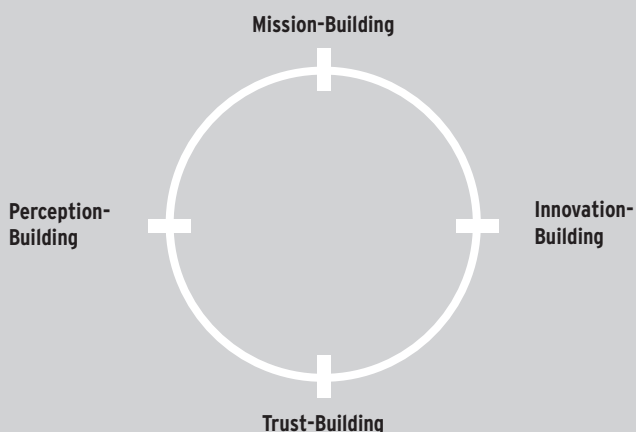 Mission-Building
Perception-
Building
Innovation-
Building
Trust-Building